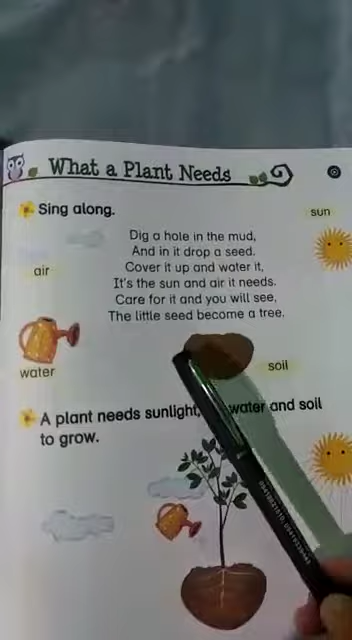 What a Plant Needs
Sing along.
sun
Dig a hole in the mud,
And in it drop a seed.
Cover it up and water it,
It's the sun and air it needs.
Care for it and you will see,
The little seed become a tree.
air
water
soil
A plant needs sunlight, water and soil
to grow.